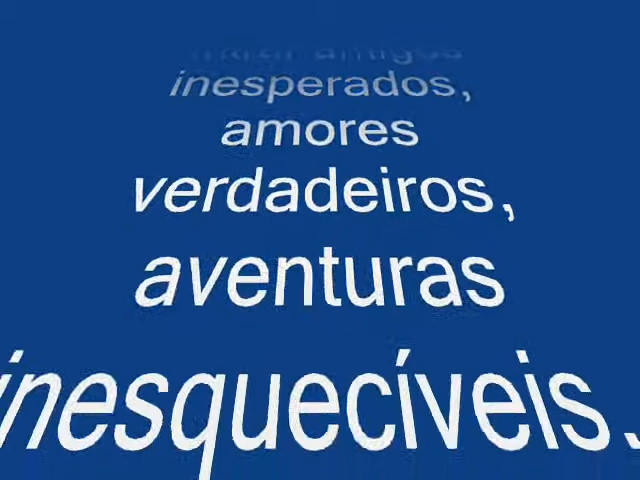 inesperados,
amores
verdadeiros,
aventuras
inesquecíveis.